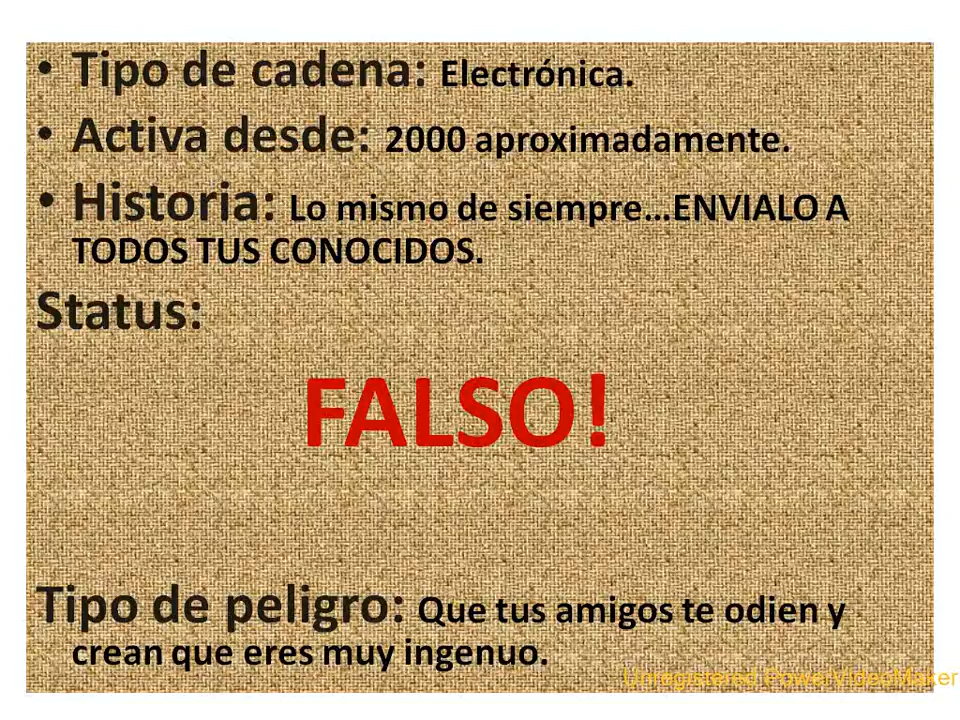 • Tipo de cadena: Electrónica.
• Activa desde: 2000 aproximadamente.
• Historia: Lo mismo de siempre…ENVIALO A
TODOS TUS CONOCIDOS.
Status:
FALSO!
Tipo de peligro: Que tus amigos te odien y
crean que eres muy ingenuo.
Unregistered PowerVideoMaker